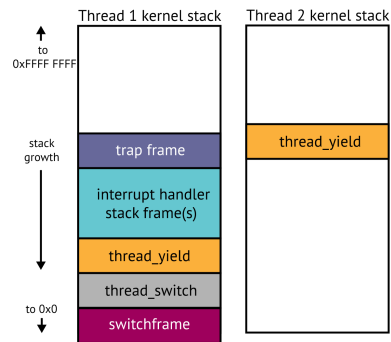 Thread 1 kernel stack
Thread 2 kernel stack
to
0xFFFF FFFF
stack
growth
to 0x0
trap frame
interrupt handler
stack frame(s)
thread_yield
thread_switch
switchframe
thread_yield